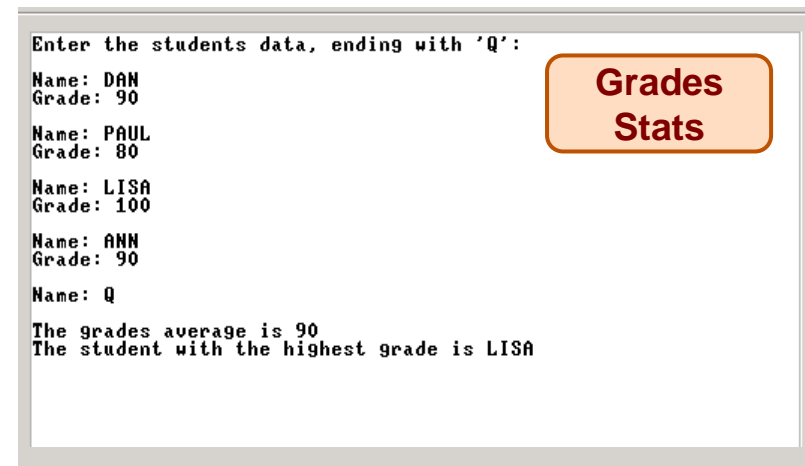 Enter the students data, ending with 'Q':
Grades
Stats
Name: DAN
Grade: 90
Name: PAUL
Grade: 80
Name: LISA
Grade: 100
Name: ANN
Grade: 90
Name: Q
The grades average is 90
The student with the highest grade is LISA